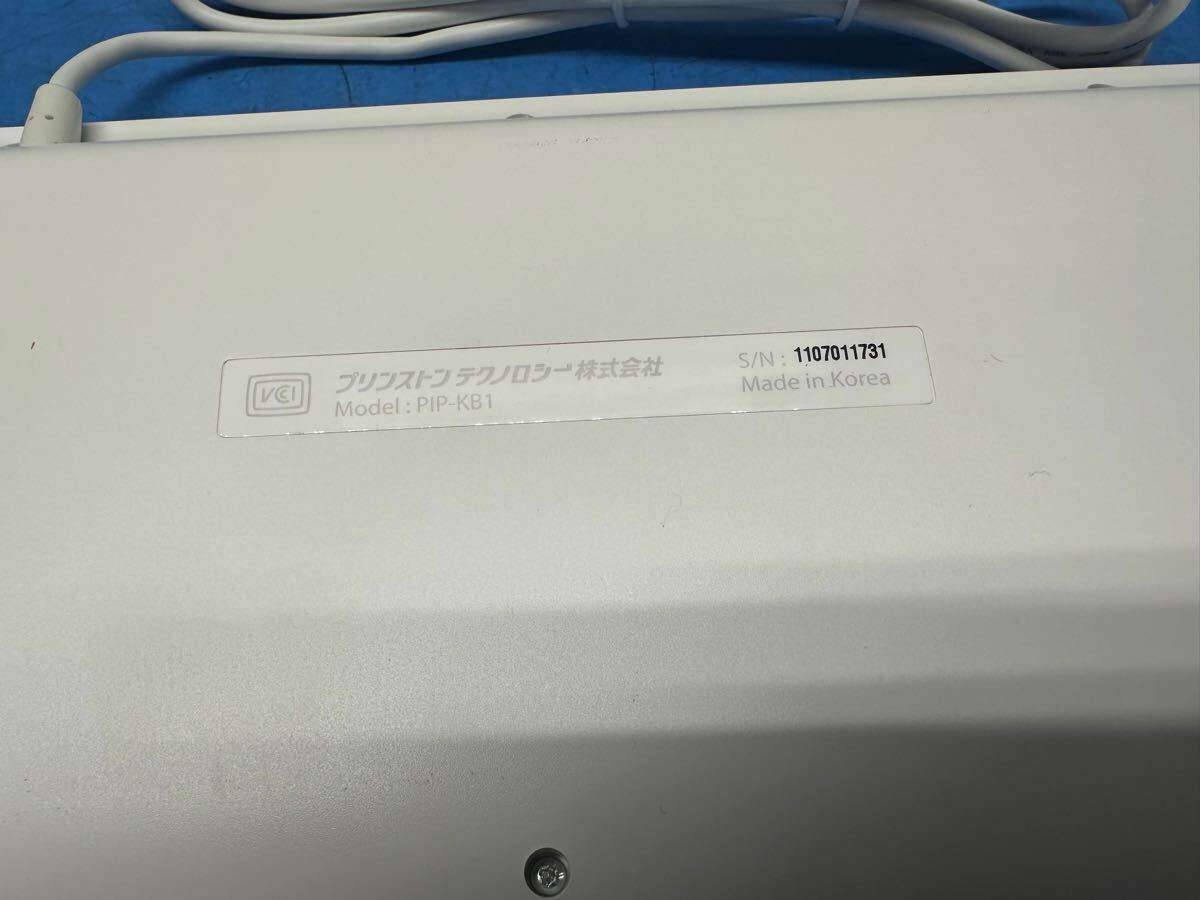 VCI
プリンストンテクノロジー株式会社
Model : PIP-KB1
S/N : 1107011731
Made in Korea